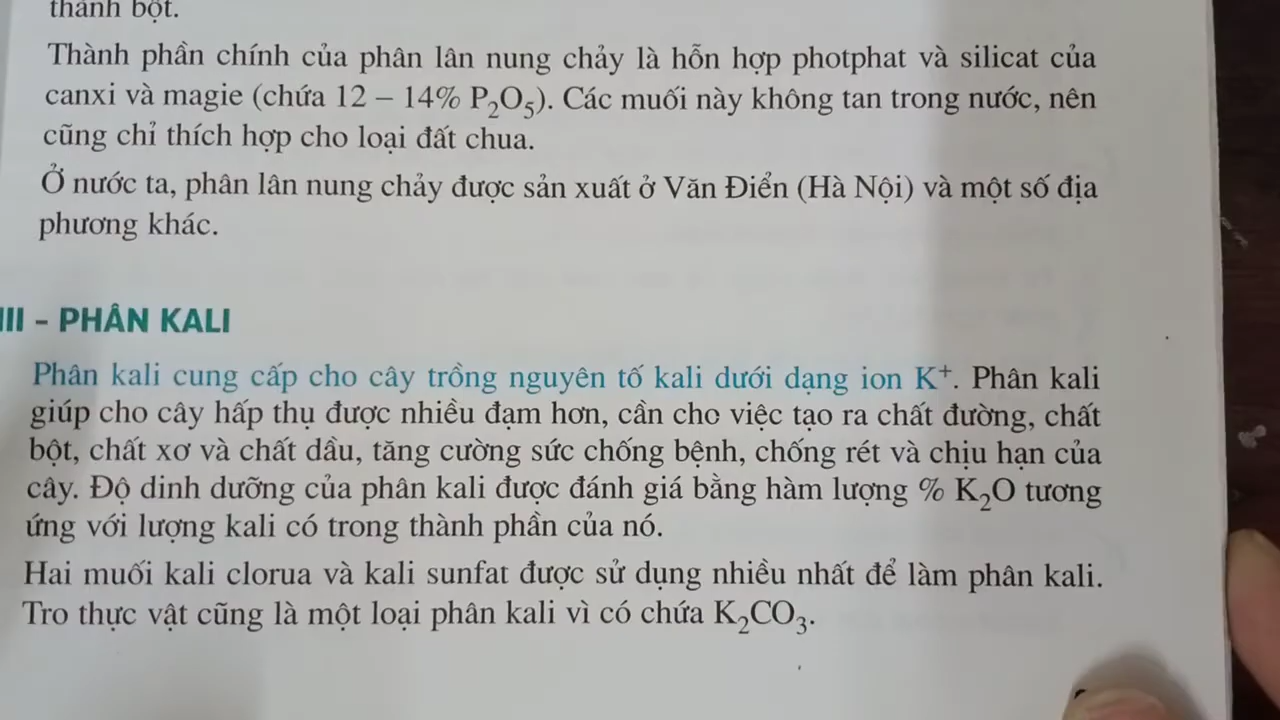 thành bột.
Thành phần chính của phân lân nung chảy là hỗn hợp photphat và silicat của
canxi và magie (chứa 12 – 14% P₂O₅). Các muối này không tan trong nước, nên
cũng chỉ thích hợp cho loại đất chua.
Ở nước ta, phân lân nung chảy được sản xuất ở Văn Điển (Hà Nội) và một số địa
phương khác.
III - PHÂN KALI
Phân kali cung cấp cho cây trồng nguyên tố kali dưới dạng ion K⁺. Phân kali
giúp cho cây hấp thụ được nhiều đạm hơn, cần cho việc tạo ra chất đường, chất
bột, chất xơ và chất dầu, tăng cường sức chống bệnh, chống rét và chịu hạn của
cây. Độ dinh dưỡng của phân kali được đánh giá bằng hàm lượng % K₂O tương
ứng với lượng kali có trong thành phần của nó.
Hai muối kali clorua và kali sunfat được sử dụng nhiều nhất để làm phân kali.
Tro thực vật cũng là một loại phân kali vì có chứa K₂CO₃.